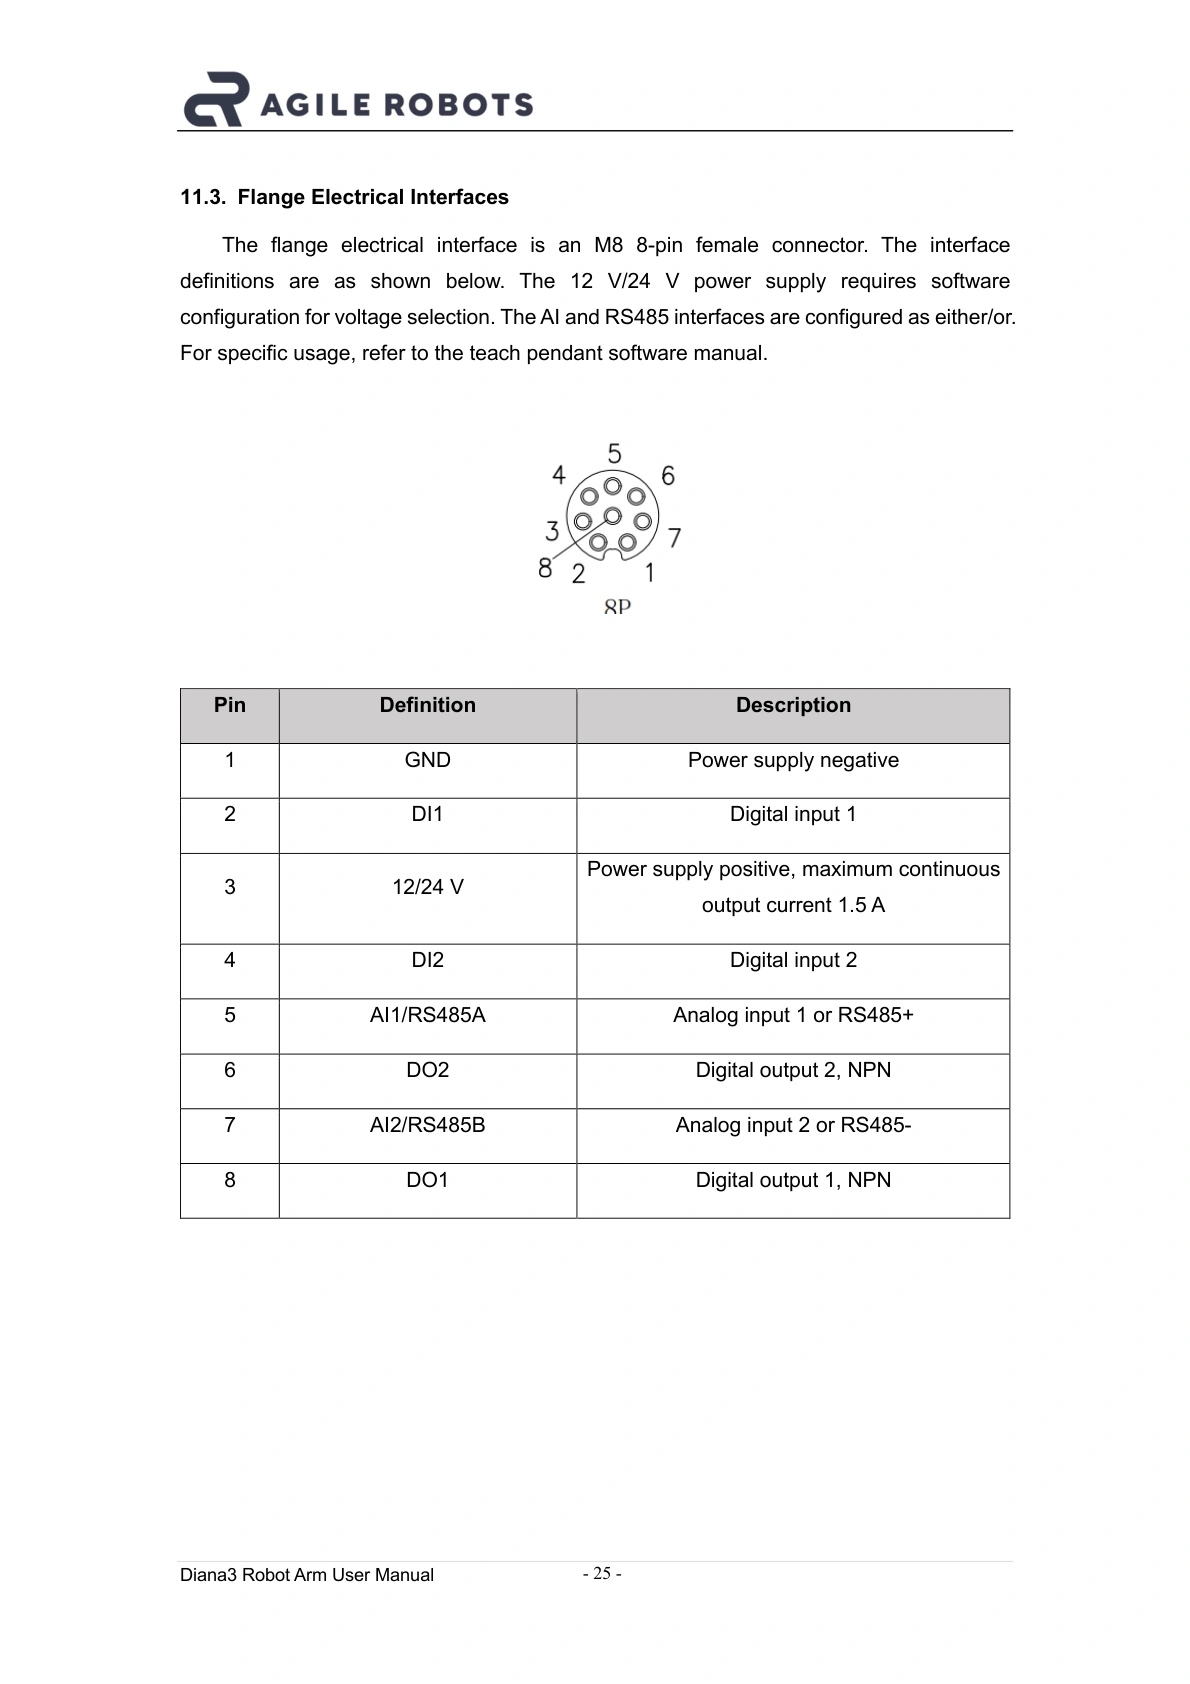 AGILE ROBOTS
11.3. Flange Electrical Interfaces
The flange electrical interface is an M8 8-pin female connector. The interface
definitions are as shown below. The 12 V/24 V power supply requires software
configuration for voltage selection. The AI and RS485 interfaces are configured as either/or.
For specific usage, refer to the teach pendant software manual.
5
4 6
3 7
8 2 1
8P
Pin Definition Description
1 GND Power supply negative
2 DI1 Digital input 1
3 12/24 V Power supply positive, maximum continuous
output current 1.5 A
4 DI2 Digital input 2
5 AI1/RS485A Analog input 1 or RS485+
6 DO2 Digital output 2, NPN
7 AI2/RS485B Analog input 2 or RS485-
8 DO1 Digital output 1, NPN
Diana3 Robot Arm User Manual - 25 -